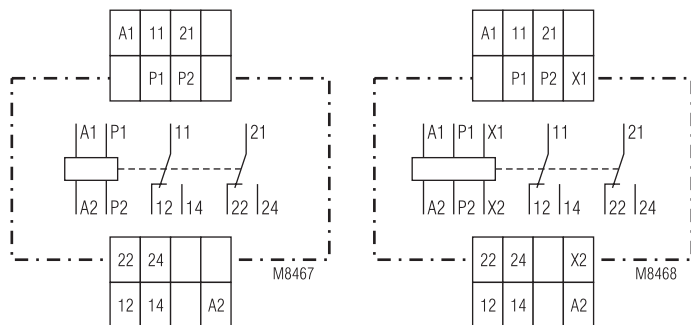 A1 11 21
P1 P2
A1 P1 11 21
A2 P2 12 14 22 24
22 24
M8467
12 14 A2
A1 11 21
P1 P2 X1
A1 P1 X1 11 21
A2 P2 X2 12 14 22 24
22 24 X2
M8468
12 14 A2